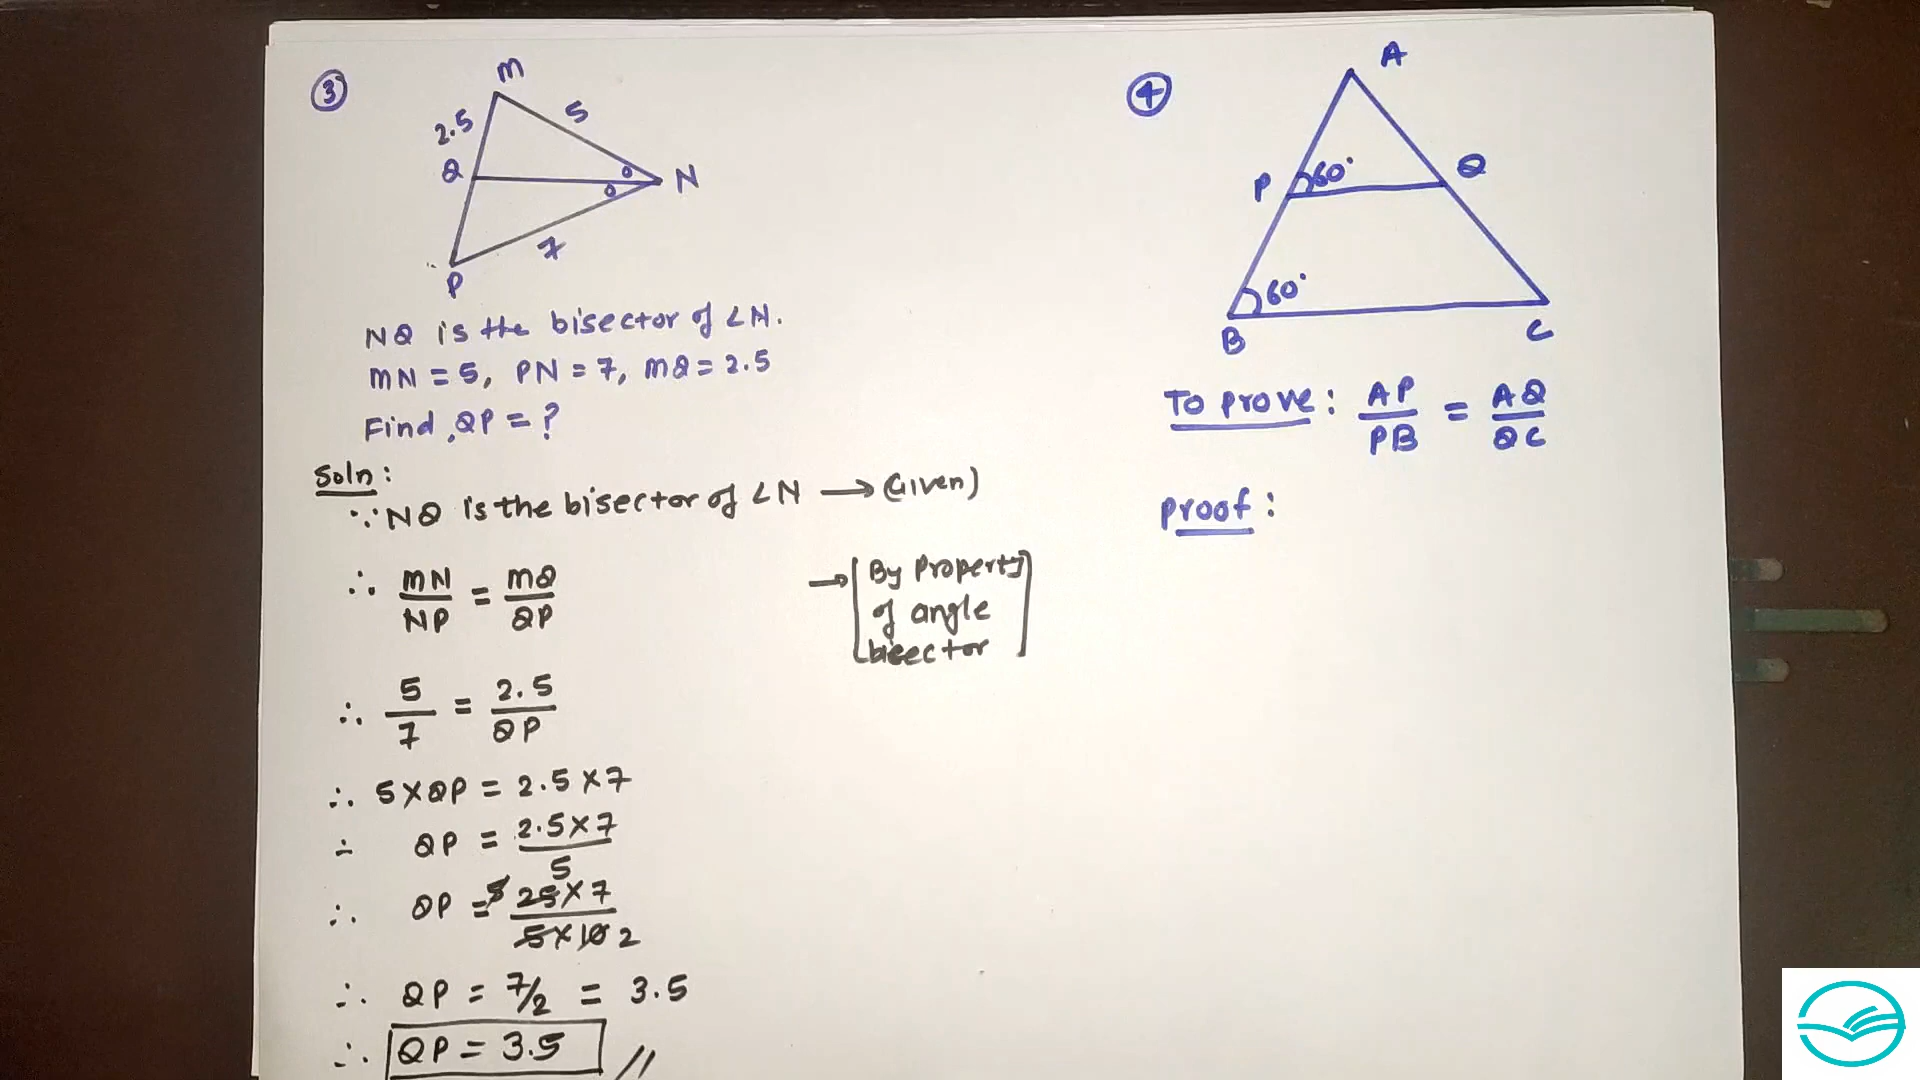 ③
M
2.5
5
Q
N
7
P
NQ is the bisector of ∠N.
MN = 5, PN = 7, MQ = 2.5
Find, QP = ?
Soln:
∵ NQ is the bisector of ∠N → (Given)
∴ MN/NP = MQ/QP → [By Property of angle bisector]
∴ 5/7 = 2.5/QP
∴ 5×QP = 2.5×7
∴ QP = 2.5×7/5
∴ QP = 5 25×7/5×10 2
∴ QP = 7/2 = 3.5
∴ QP = 3.5 //
④
A
P 60° Q
60°
B
C
To prove: AP/PB = AQ/QC
Proof: